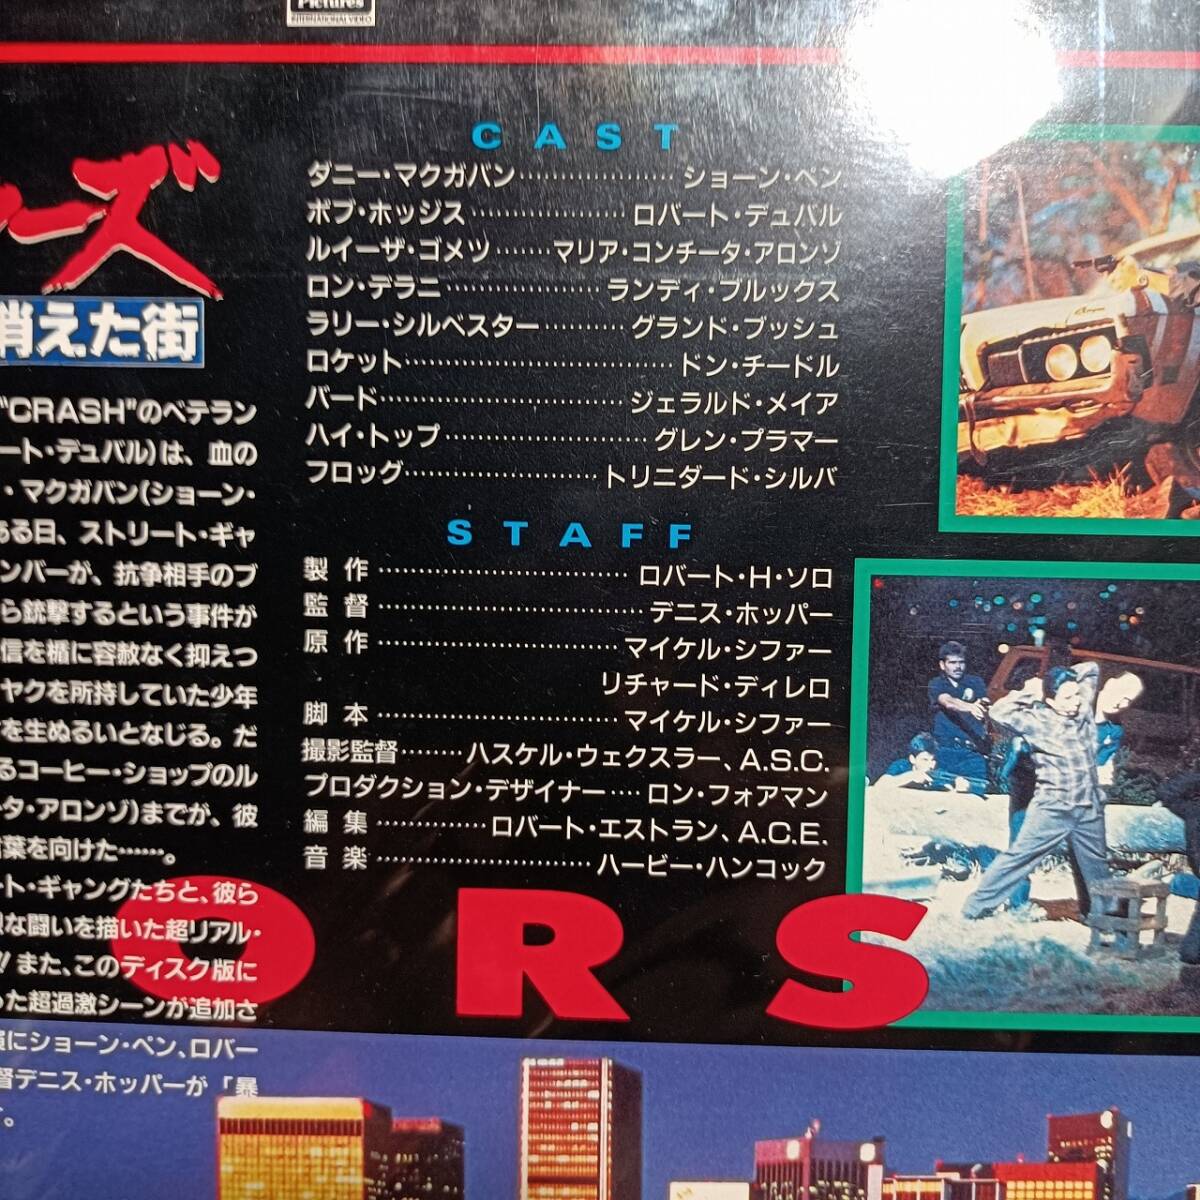 Pictures
INTERNATIONAL VIDEO
ーズ
消えた街
CAST
ダニー・マクガバン……………… ショーン・ペン
ボブ・ホッジス……………… ロバート・デュバル
ルイーザ・ゴメツ……マリア・コンチータ・アロンゾ
ロン・デラニ……………… ランディ・ブルックス
ラリー・シルベスター………… グランド・ブッシュ
ロケット……………………… ドン・チードル
バード……………………… ジェラルド・メイア
ハイ・トップ……………… グレン・プラマー
フロッグ……………… トリニダード・シルバ
STAFF
製作……………………… ロバート・H・ソロ
監督……………………… デニス・ホッパー
原作……………………… マイケル・シファー
リチャード・ディレロ
脚本……………………… マイケル・シファー
撮影監督………ハスケル・ウェクスラー、A.S.C.
プロダクション・デザイナー…… ロン・フォアマン
編集…………ロバート・エストラン、A.C.E.
音楽……………………… ハービー・ハンコック
"CRASH"のベテラン
ート・デュバル)は、血の
・マクガバン(ショーン・
ある日、ストリート・ギャ
ンバーが、抗争相手のブ
ら銃撃するという事件が
信を楯に容赦なく抑えつ
ヤクを所持していた少年
を生ぬるいとなじる。だ
るコーヒー・ショップのル
ータ・アロンゾ)までが、彼
葉を向けた……。
ート・ギャングたちと、彼ら
な闘いを描いた超リアル・
!! また、このディスク版に
った超過激シーンが追加さ
演にショーン・ペン、ロバー
督デニス・ホッパーが「暴
す。
ORS